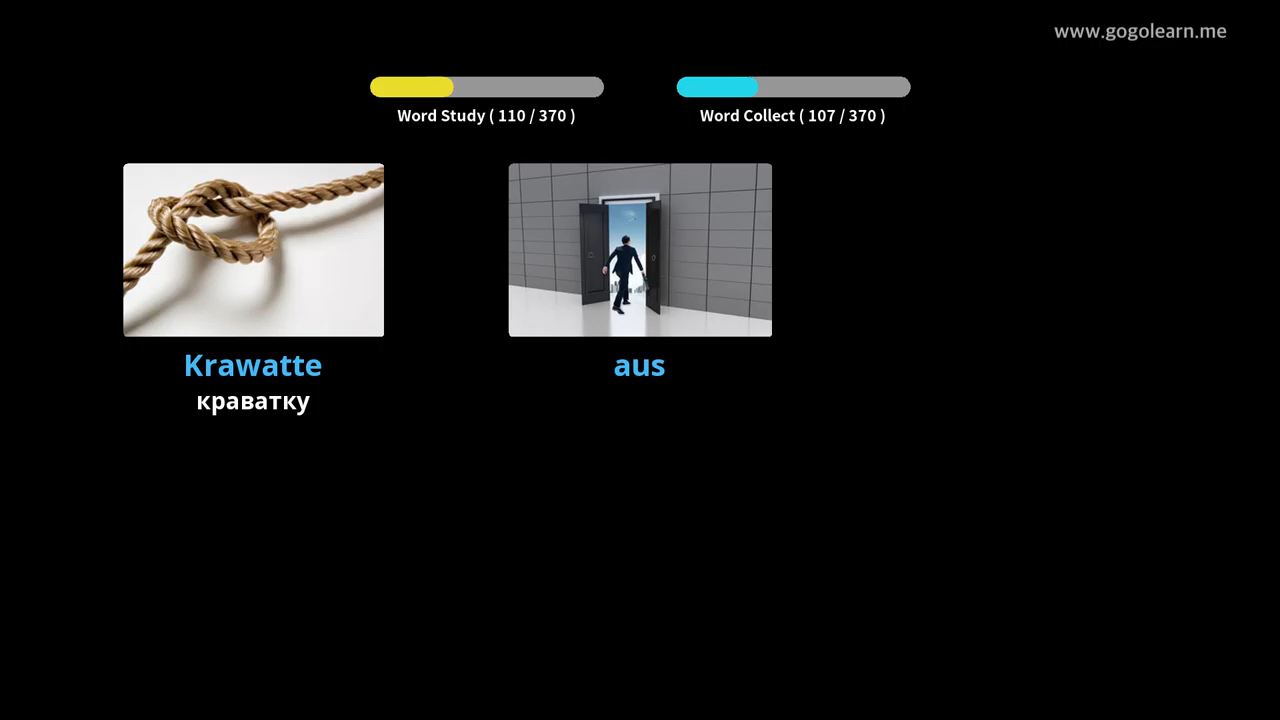 www.gogolearn.me
Word Study ( 110 / 370 )
Word Collect ( 107 / 370 )
Krawatte
краватку
aus